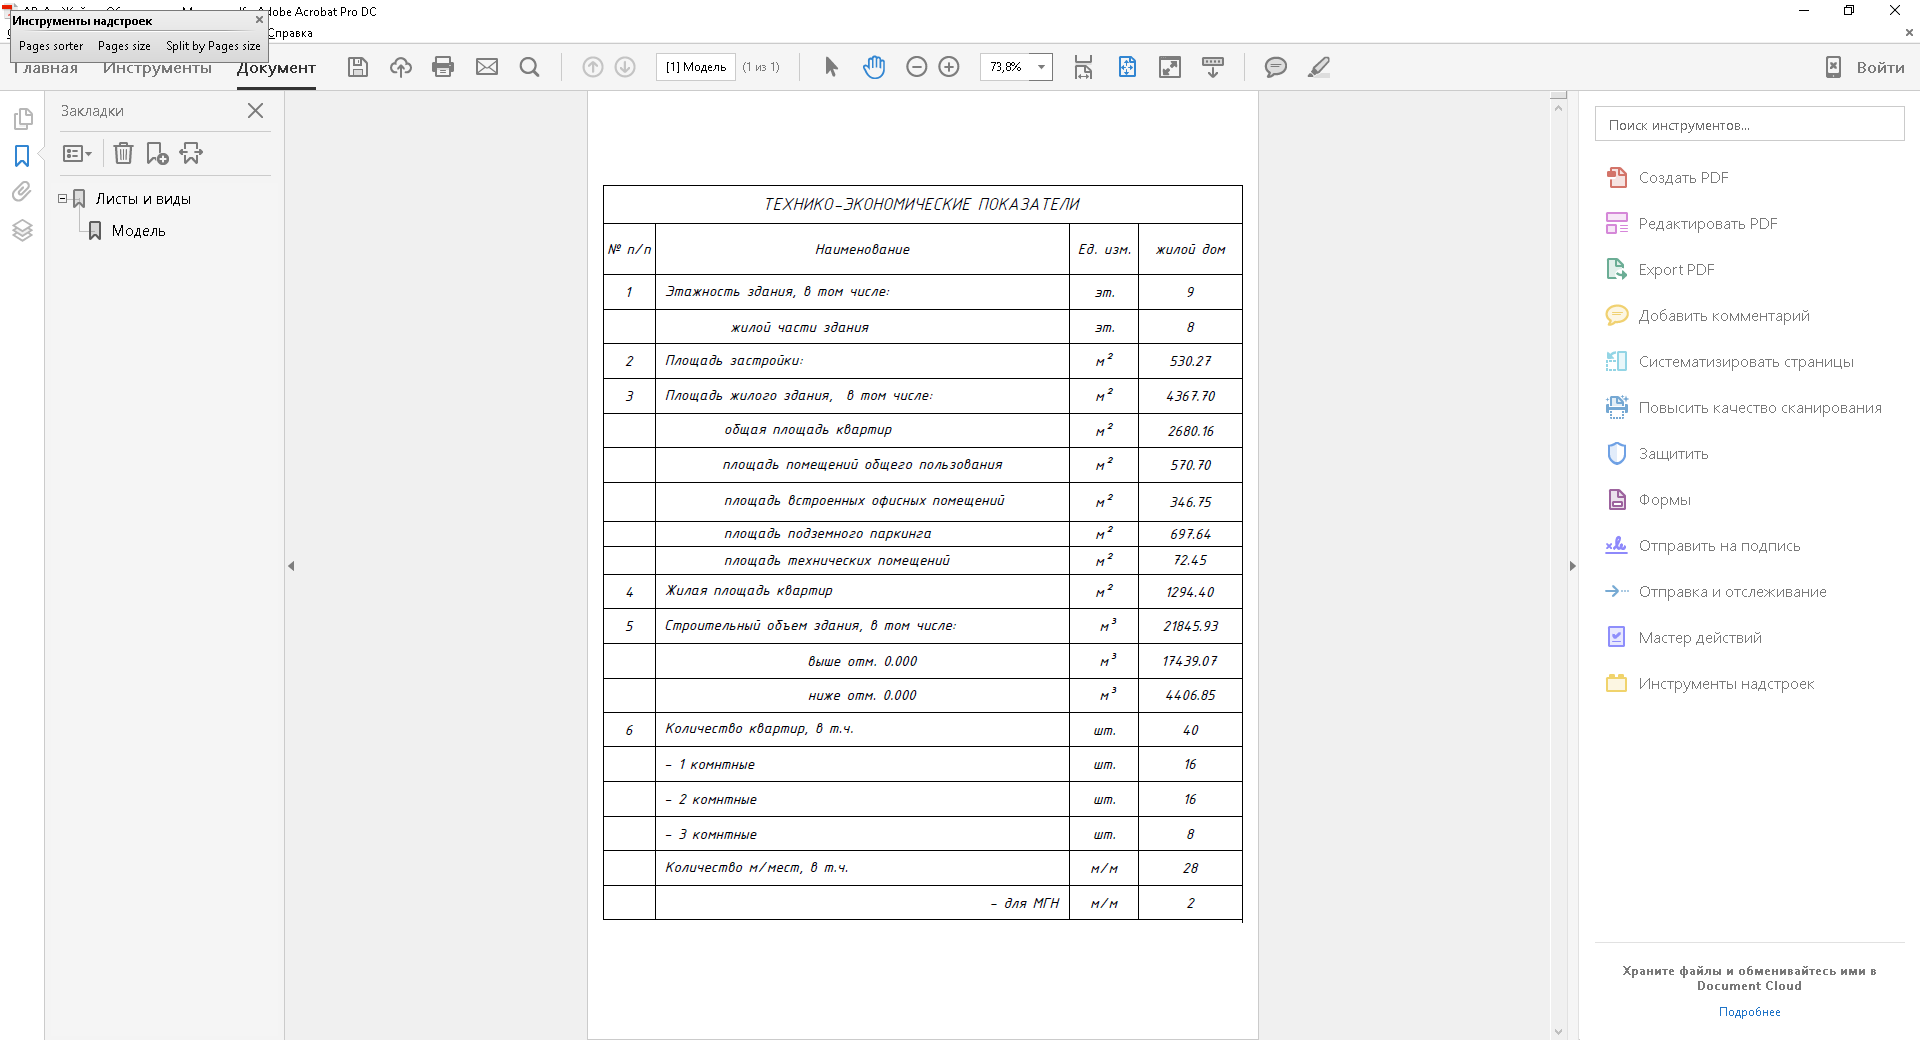 Adobe Acrobat Pro DC
Инструменты надстроек
Pages sorter Pages size Split by Pages size
Справка
Главная Инструменты Документ
[1] Модель (1 из 1)
73,8%
Войти
Закладки
Листы и виды
Модель
ТЕХНИКО-ЭКОНОМИЧЕСКИЕ ПОКАЗАТЕЛИ
№ п/п Наименование Ед. изм. жилой дом
1 Этажность здания, в том числе: эт. 9
жилой части здания эт. 8
2 Площадь застройки: м² 530.27
3 Площадь жилого здания, в том числе: м² 4367.70
общая площадь квартир м² 2680.16
площадь помещений общего пользования м² 570.70
площадь встроенных офисных помещений м² 346.75
площадь подземного паркинга м² 697.64
площадь технических помещений м² 72.45
4 Жилая площадь квартир м² 1294.40
5 Строительный объем здания, в том числе: м³ 21845.93
выше отм. 0.000 м³ 17439.07
ниже отм. 0.000 м³ 4406.85
6 Количество квартир, в т.ч. шт. 40
- 1 комнтные шт. 16
- 2 комнтные шт. 16
- 3 комнтные шт. 8
Количество м/мест, в т.ч. м/м 28
- для МГН м/м 2
Поиск инструментов...
Создать PDF
Редактировать PDF
Export PDF
Добавить комментарий
Систематизировать страницы
Повысить качество сканирования
Защитить
Формы
Отправить на подпись
Отправка и отслеживание
Мастер действий
Инструменты надстроек
Храните файлы и обменивайтесь ими в
Document Cloud
Подробнее